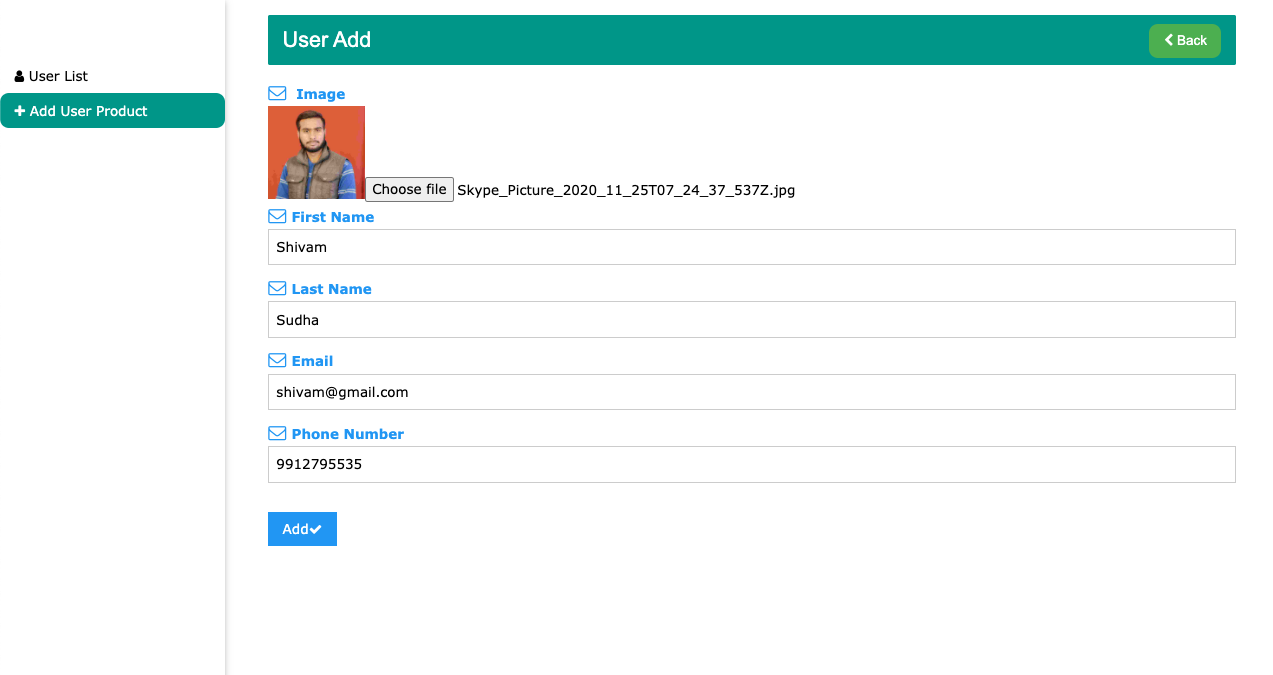 User List
Add User Product
User Add
Back
Image
Choose file Skype_Picture_2020_11_25T07_24_37_537Z.jpg
First Name
Shivam
Last Name
Sudha
Email
shivam@gmail.com
Phone Number
9912795535
Add